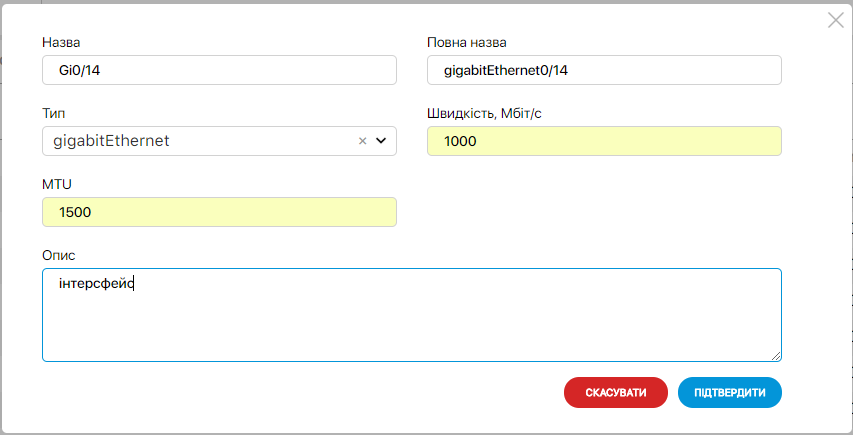 Назва
Повна назва
Gi0/14
gigabitEthernet0/14
Тип
Швидкість, Мбіт/с
gigabitEthernet
1000
MTU
1500
Опис
інтерсфейс
СКАСУВАТИ
ПІДТВЕРДИТИ